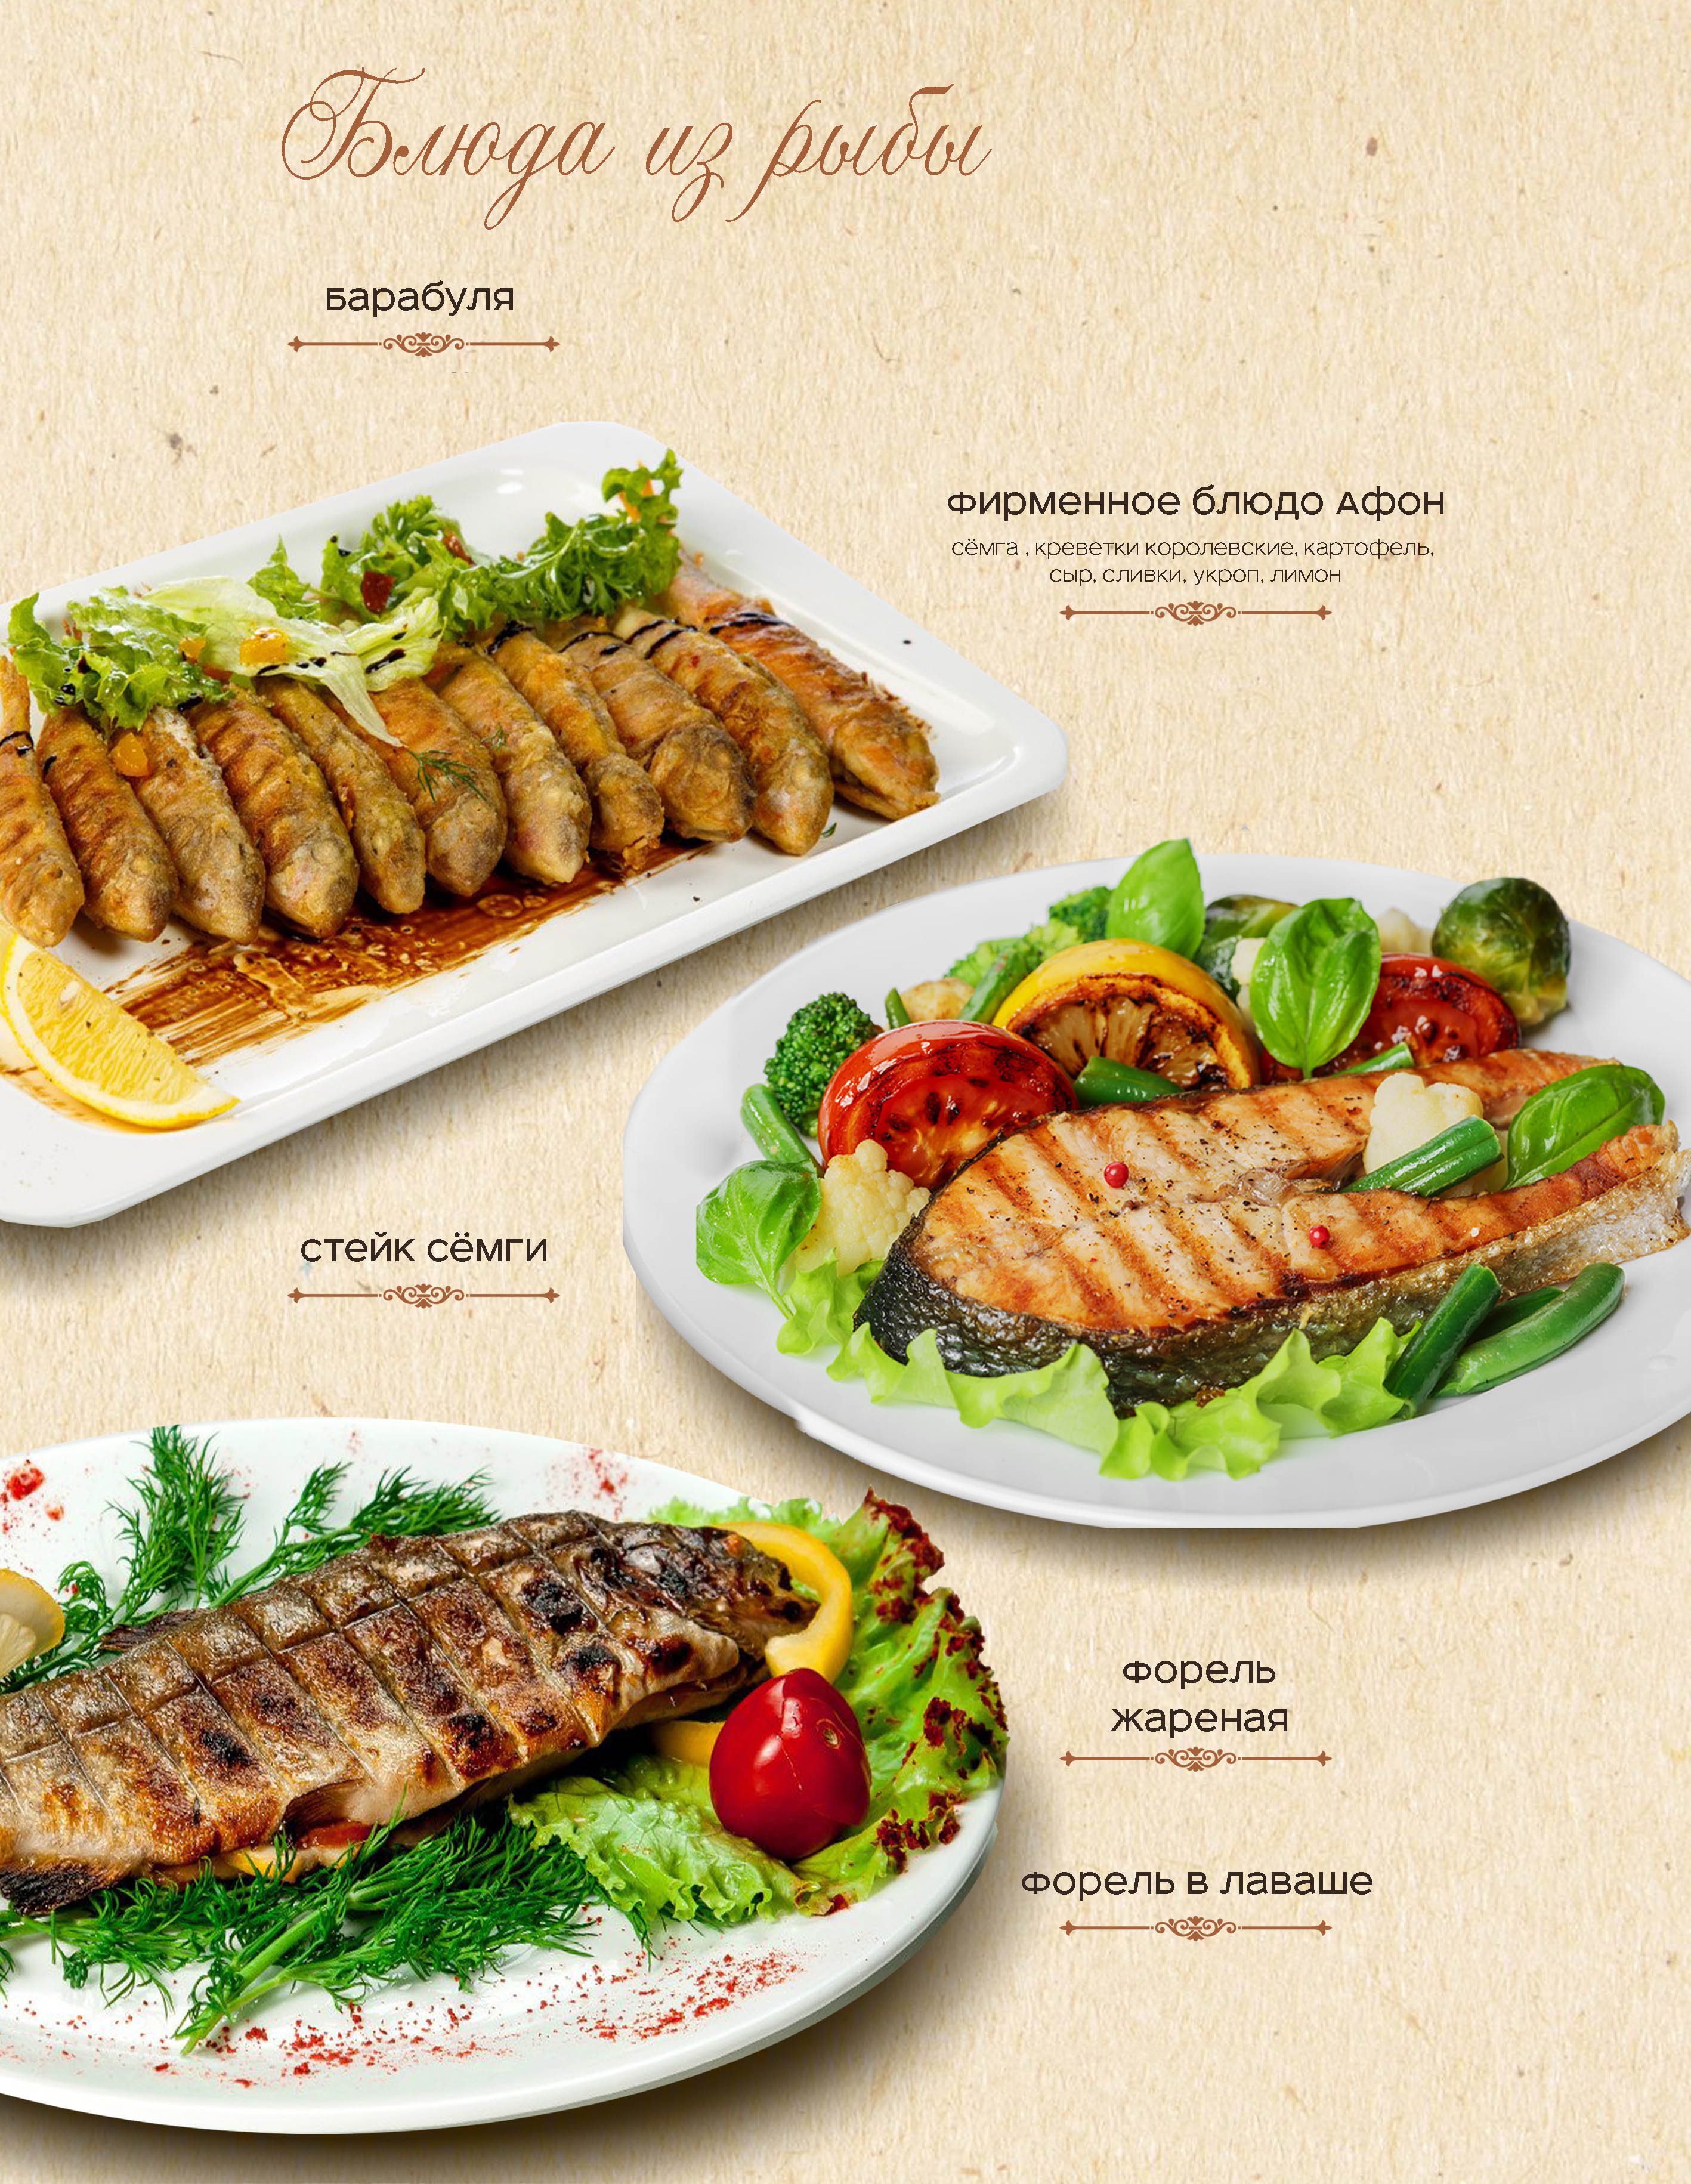 Блюда из рыбы
Барабуля
Фирменное блюдо Афон
сёмга , креветки королевские, картофель,
сыр, сливки, укроп, лимон
Стейк сёмги
Форель
жареная
Форель в лаваше